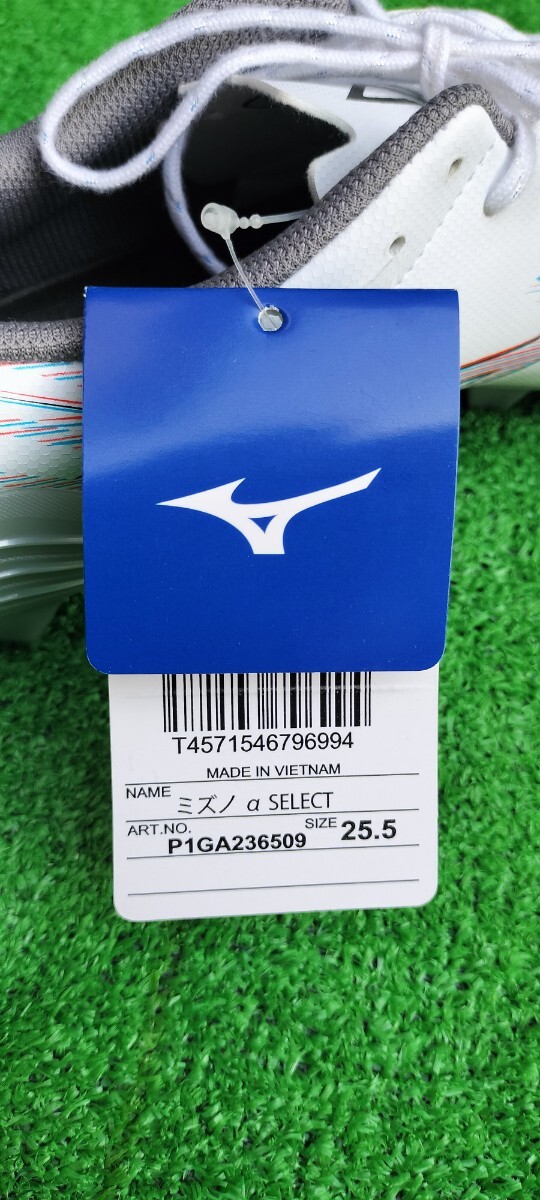 T4571546796994
MADE IN VIETNAM
NAME ミズノ α SELECT
ART.NO. P1GA236509 SIZE 25.5